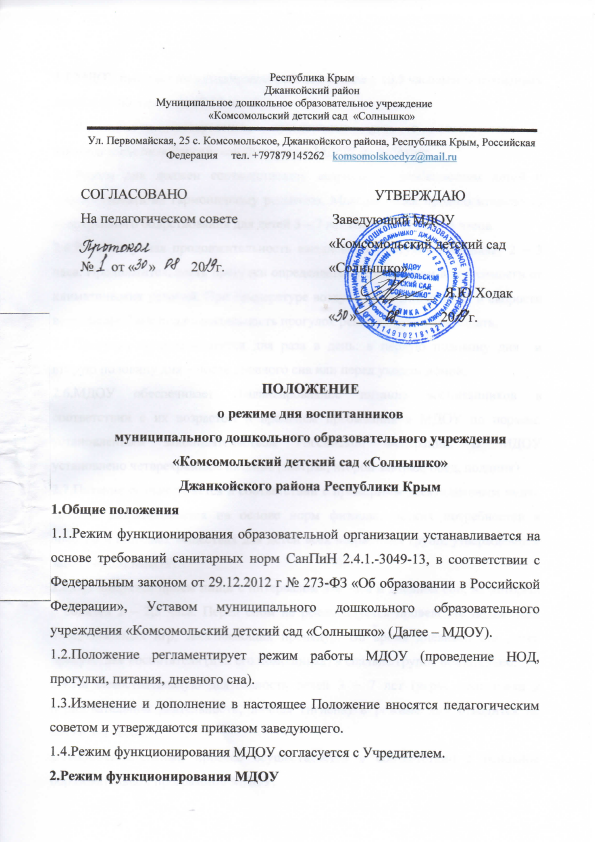 Республика Крым
Джанкойский район
Муниципальное дошкольное образовательное учреждение
«Комсомольский детский сад «Солнышко»
Ул. Первомайская, 25 с. Комсомольское, Джанкойского района, Республика Крым, Российская
Федерация тел. +797879145262 komsomolskoedyz@mail.ru
СОГЛАСОВАНО
На педагогическом совете
Протокол
№ 1 от «30» 08 2019г.
УТВЕРЖДАЮ
Заведующий МДОУ
«Комсомольский детский сад
«Солнышко»
Я.Ю.Ходак
«30» 08 2019г.
МДОУ
"КОМСОМОЛЬСКИЙ
ДЕТСКИЙ САД
"СОЛНЫШКО"
ПОЛОЖЕНИЕ
о режиме дня воспитанников
муниципального дошкольного образовательного учреждения
«Комсомольский детский сад «Солнышко»
Джанкойского района Республики Крым
1.Общие положения
1.1.Режим функционирования образовательной организации устанавливается на
основе требований санитарных норм СанПиН 2.4.1.-3049-13, в соответствии с
Федеральным законом от 29.12.2012 г № 273-ФЗ «Об образовании в Российской
Федерации», Уставом муниципального дошкольного образовательного
учреждения «Комсомольский детский сад «Солнышко» (Далее – МДОУ).
1.2.Положение регламентирует режим работы МДОУ (проведение НОД,
прогулки, питания, дневного сна).
1.3.Изменение и дополнение в настоящее Положение вносятся педагогическим
советом и утверждаются приказом заведующего.
1.4.Режим функционирования МДОУ согласуется с Учредителем.
2.Режим функционирования МДОУ